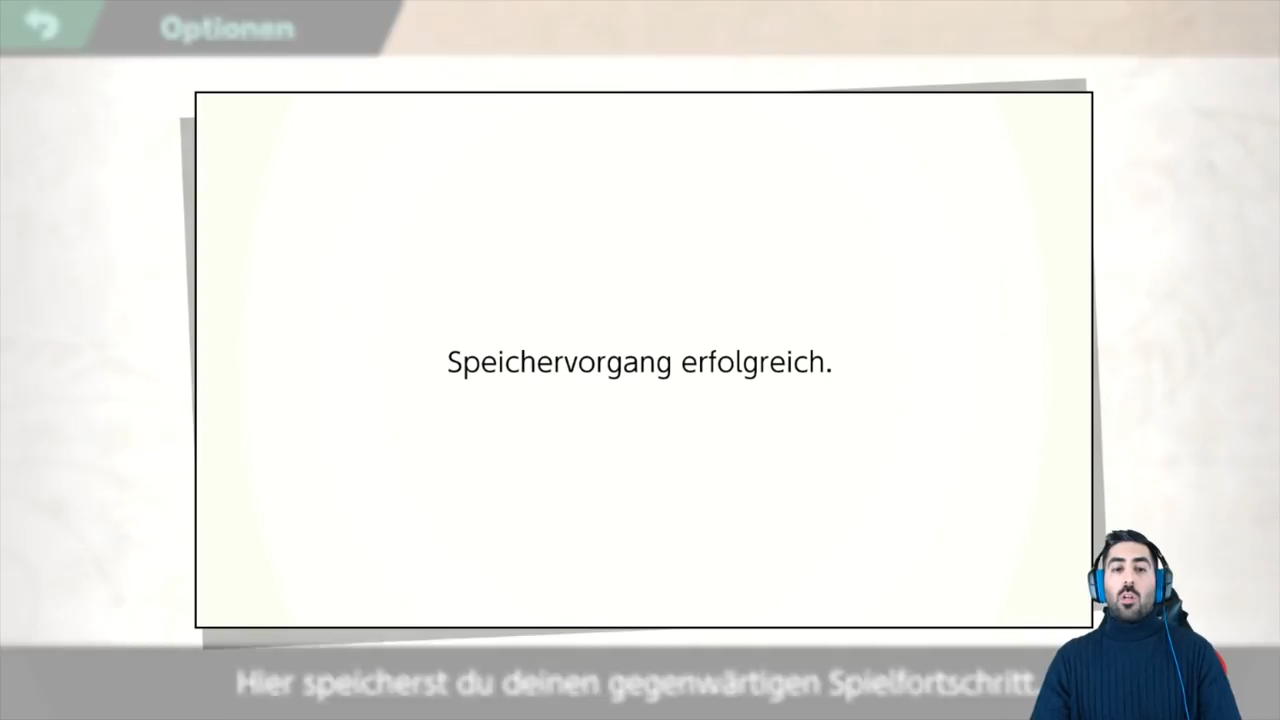 Optionen
Speichervorgang erfolgreich.
Hier speicherst du deinen gegenwärtigen Spielfortschritt.